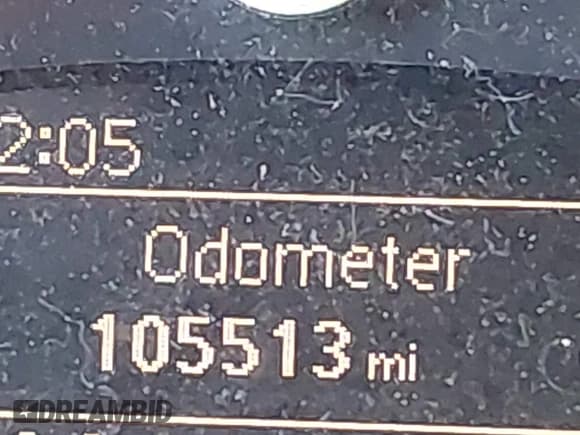 2:05
Odometer
105513 mi
DREAMBID